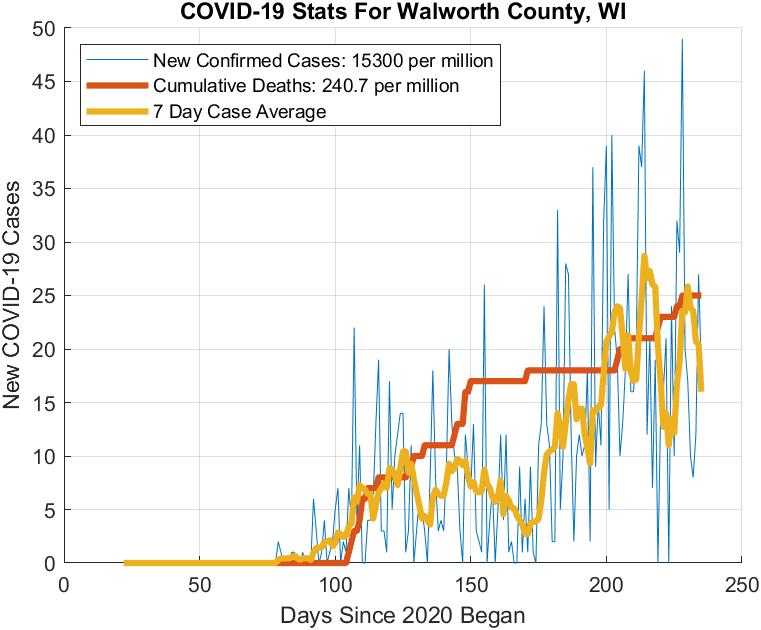 COVID-19 Stats For Walworth County, WI
New Confirmed Cases: 15300 per million
Cumulative Deaths: 240.7 per million
7 Day Case Average
50
45
40
35
30
25
20
15
10
5
0
New COVID-19 Cases
0 50 100 150 200 250
Days Since 2020 Began